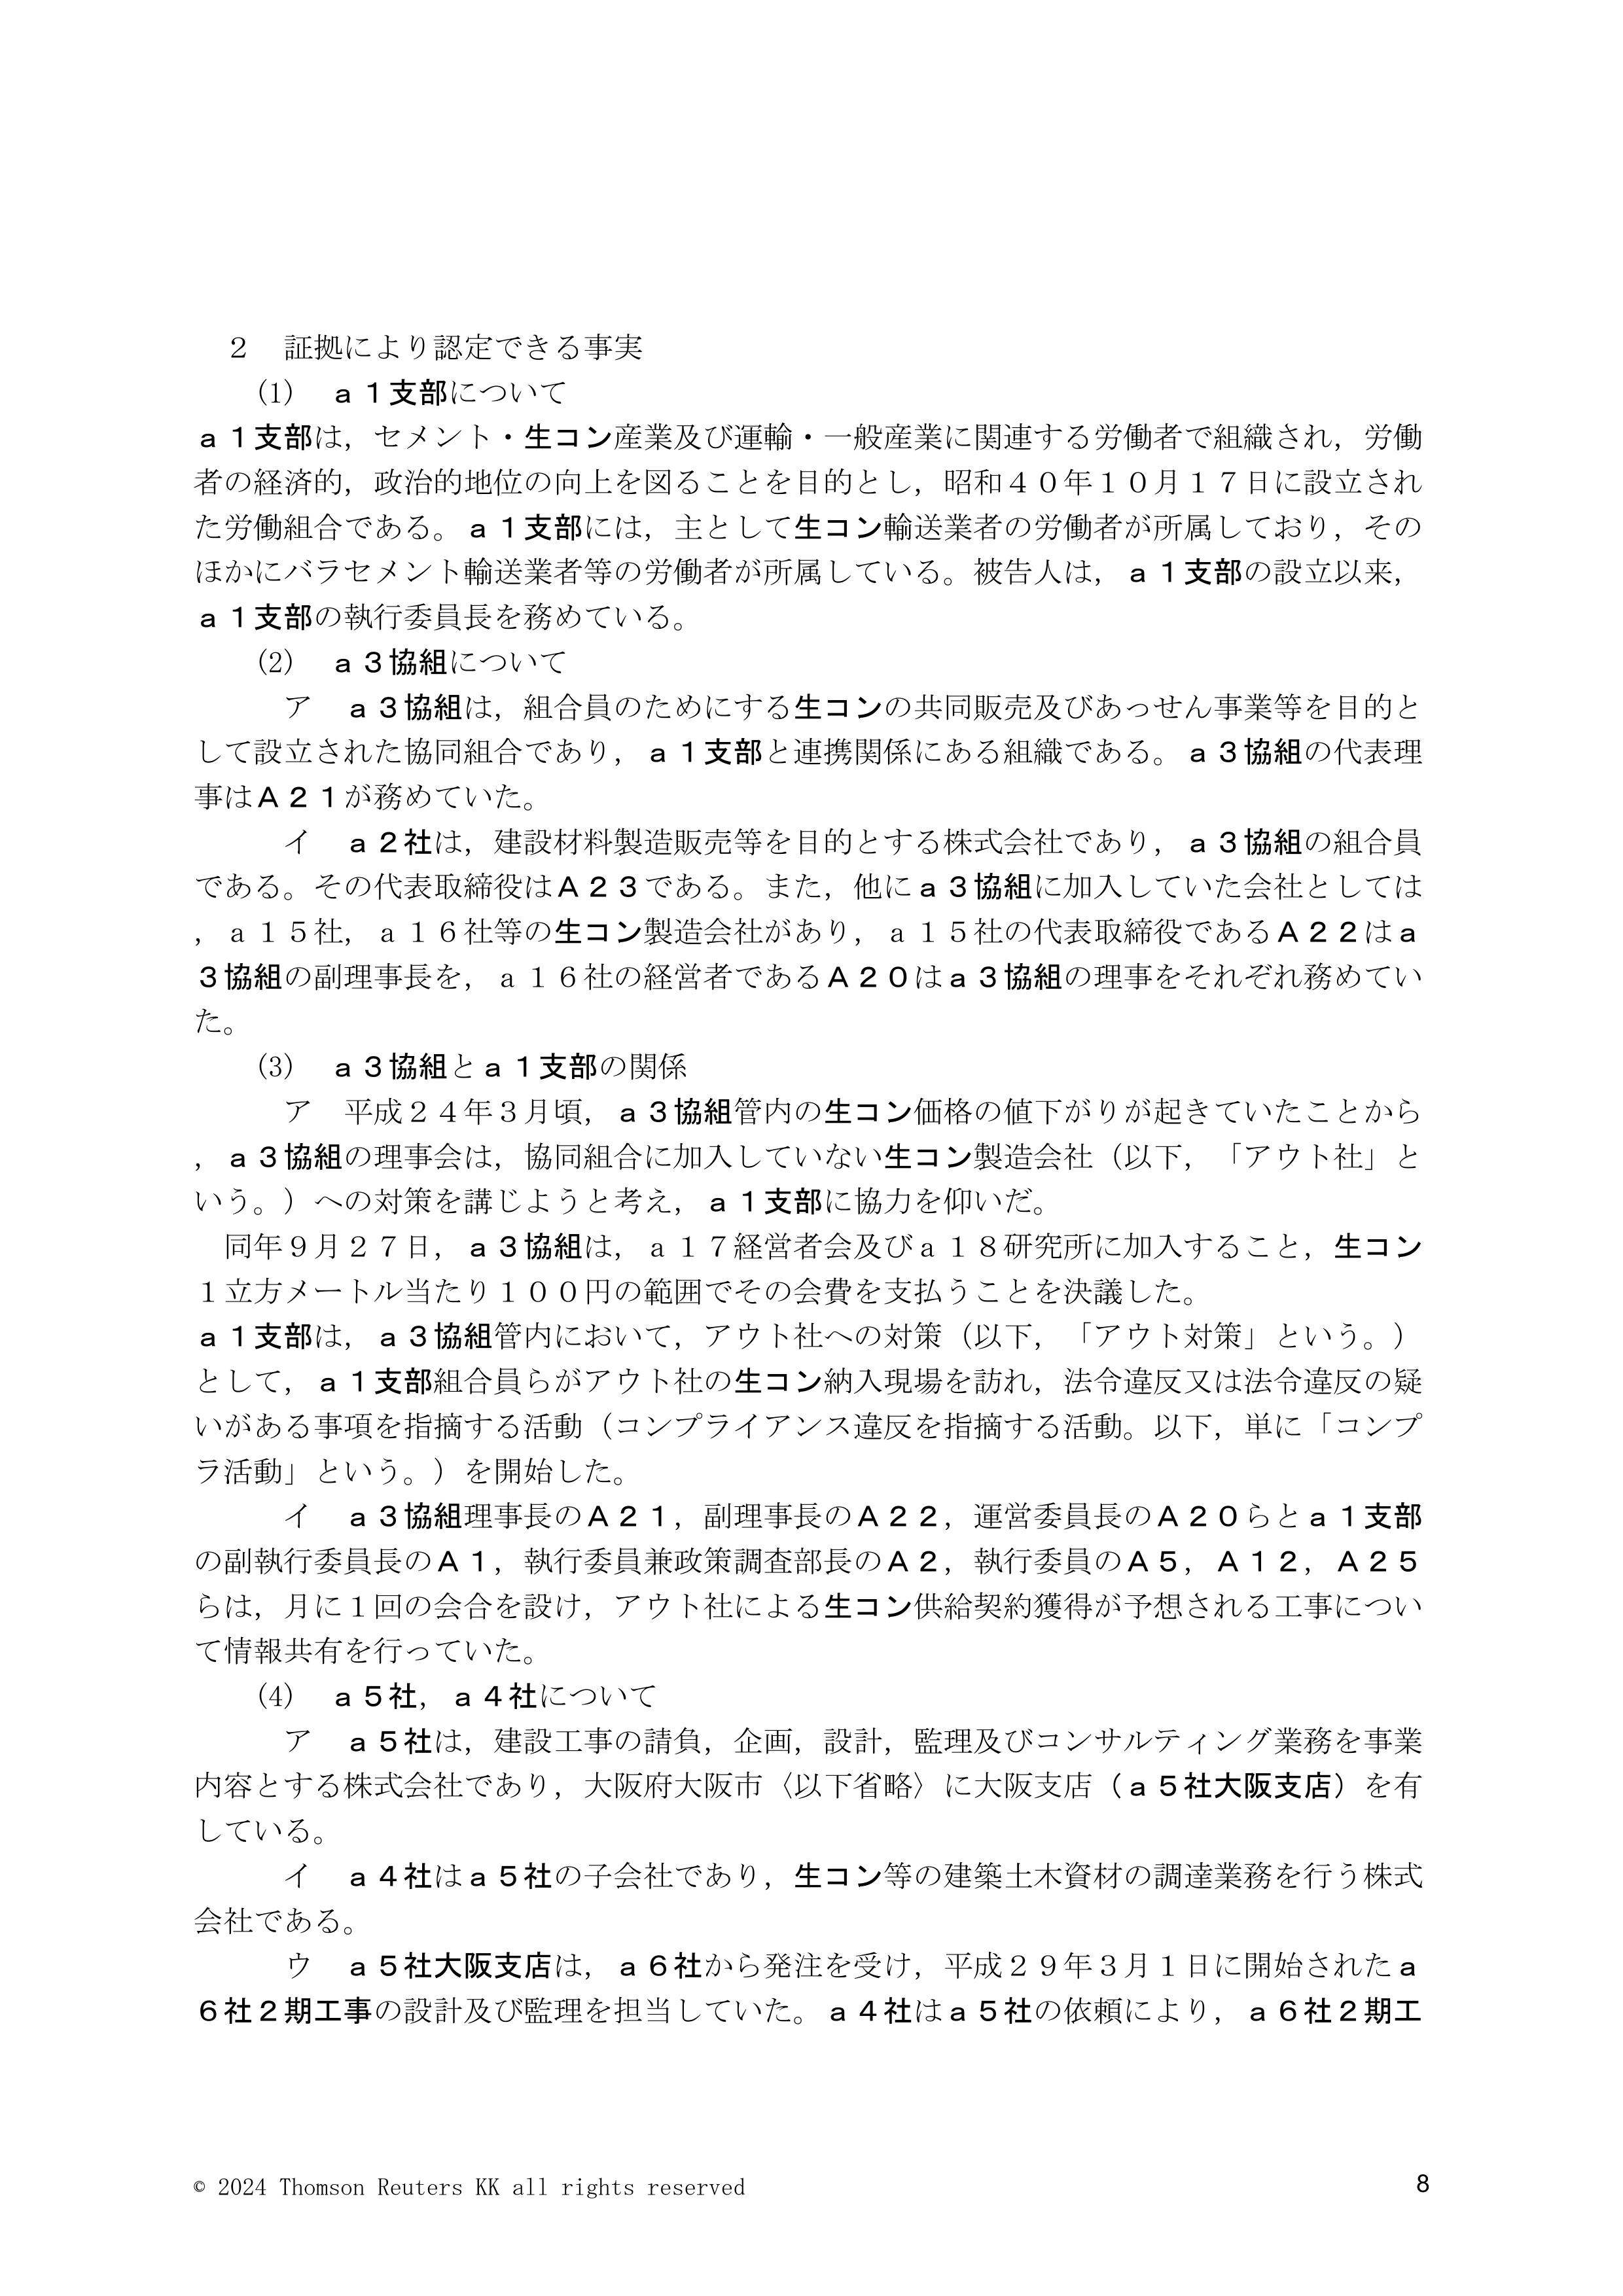 ２　証拠により認定できる事実
(1)　ａ１支部について
ａ１支部は，セメント・生コン産業及び運輸・一般産業に関連する労働者で組織され，労働
者の経済的，政治的地位の向上を図ることを目的とし，昭和４０年１０月１７日に設立され
た労働組合である。ａ１支部には，主として生コン輸送業者の労働者が所属しており，その
ほかにバラセメント輸送業者等の労働者が所属している。被告人は，ａ１支部の設立以来，
ａ１支部の執行委員長を務めている。
(2)　ａ３協組について
ア　ａ３協組は，組合員のためにする生コンの共同販売及びあっせん事業等を目的と
して設立された協同組合であり，ａ１支部と連携関係にある組織である。ａ３協組の代表理
事はＡ２１が務めていた。
イ　ａ２社は，建設材料製造販売等を目的とする株式会社であり，ａ３協組の組合員
である。その代表取締役はＡ２３である。また，他にａ３協組に加入していた会社としては
，ａ１５社，ａ１６社等の生コン製造会社があり，ａ１５社の代表取締役であるＡ２２はａ
３協組の副理事長を，ａ１６社の経営者であるＡ２０はａ３協組の理事をそれぞれ務めてい
た。
(3)　ａ３協組とａ１支部の関係
ア　平成２４年３月頃，ａ３協組管内の生コン価格の値下がりが起きていたことから
，ａ３協組の理事会は，協同組合に加入していない生コン製造会社（以下，「アウト社」と
いう。）への対策を講じようと考え，ａ１支部に協力を仰いだ。
同年９月２７日，ａ３協組は，ａ１７経営者会及びａ１８研究所に加入すること，生コン
１立方メートル当たり１００円の範囲でその会費を支払うことを決議した。
ａ１支部は，ａ３協組管内において，アウト社への対策（以下，「アウト対策」という。）
として，ａ１支部組合員らがアウト社の生コン納入現場を訪れ，法令違反又は法令違反の疑
いがある事項を指摘する活動（コンプライアンス違反を指摘する活動。以下，単に「コンプ
ラ活動」という。）を開始した。
イ　ａ３協組理事長のＡ２１，副理事長のＡ２２，運営委員長のＡ２０らとａ１支部
の副執行委員長のＡ１，執行委員兼政策調査部長のＡ２，執行委員のＡ５，Ａ１２，Ａ２５
らは，月に１回の会合を設け，アウト社による生コン供給契約獲得が予想される工事につい
て情報共有を行っていた。
(4)　ａ５社，ａ４社について
ア　ａ５社は，建設工事の請負，企画，設計，監理及びコンサルティング業務を事業
内容とする株式会社であり，大阪府大阪市〈以下省略〉に大阪支店（ａ５社大阪支店）を有
している。
イ　ａ４社はａ５社の子会社であり，生コン等の建築土木資材の調達業務を行う株式
会社である。
ウ　ａ５社大阪支店は，ａ６社から発注を受け，平成２９年３月１日に開始されたａ
６社２期工事の設計及び監理を担当していた。ａ４社はａ５社の依頼により，ａ６社２期工
© 2024 Thomson Reuters KK all rights reserved
8